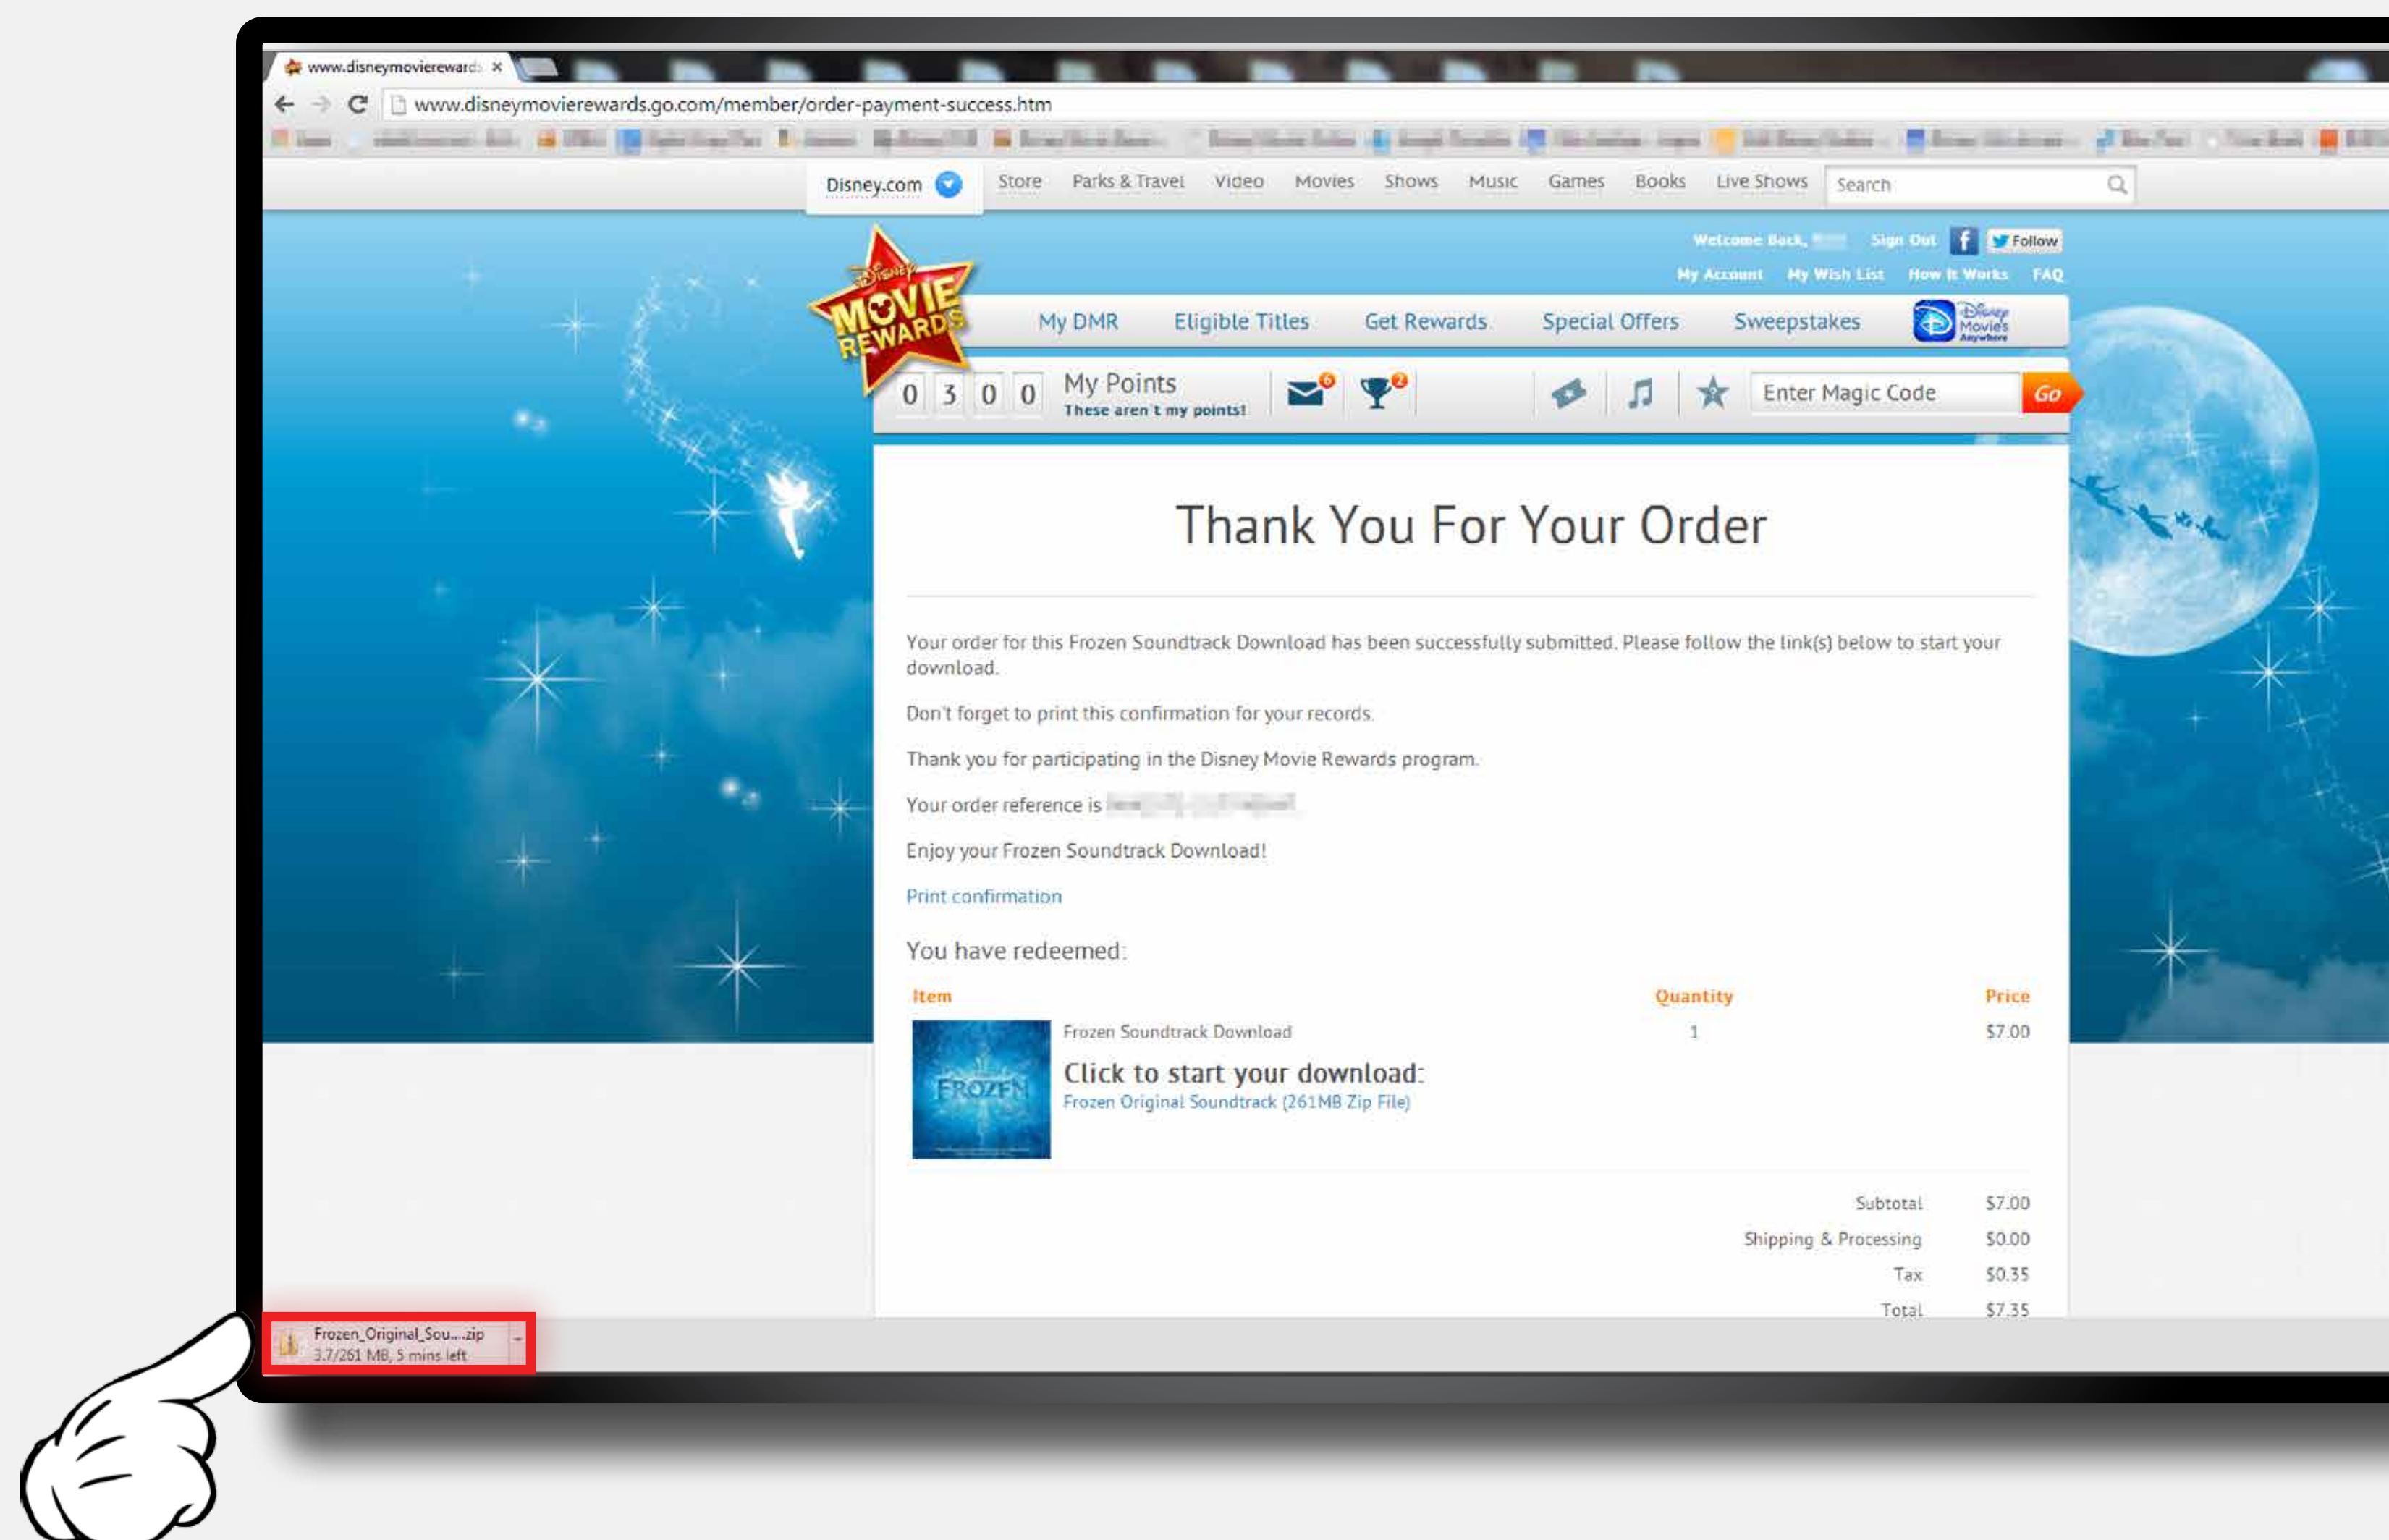 www.disneymovierewards
www.disneymovierewards.go.com/member/order-payment-success.htm
Disney.com Store Parks & Travel Video Movies Shows Music Games Books Live Shows Search
Welcome Back, Sign Out f Follow
My Account My Wish List How It Works FAQ
DISNEY
MOVIE
REWARDS
My DMR Eligible Titles Get Rewards Special Offers Sweepstakes
Disney
Movies
Anywhere
0 3 0 0 My Points 6 2 Enter Magic Code Go
These aren't my points!
Thank You For Your Order
Your order for this Frozen Soundtrack Download has been successfully submitted. Please follow the link(s) below to start your
download.
Don't forget to print this confirmation for your records.
Thank you for participating in the Disney Movie Rewards program.
Your order reference is
Enjoy your Frozen Soundtrack Download!
Print confirmation
You have redeemed:
Item Quantity Price
Frozen Soundtrack Download 1 $7.00
Click to start your download:
Frozen Original Soundtrack (261MB Zip File)
FROZEN
Subtotal $7.00
Shipping & Processing $0.00
Tax $0.35
Total $7.35
Frozen_Original_Sou....zip
3.7/261 MB, 5 mins left